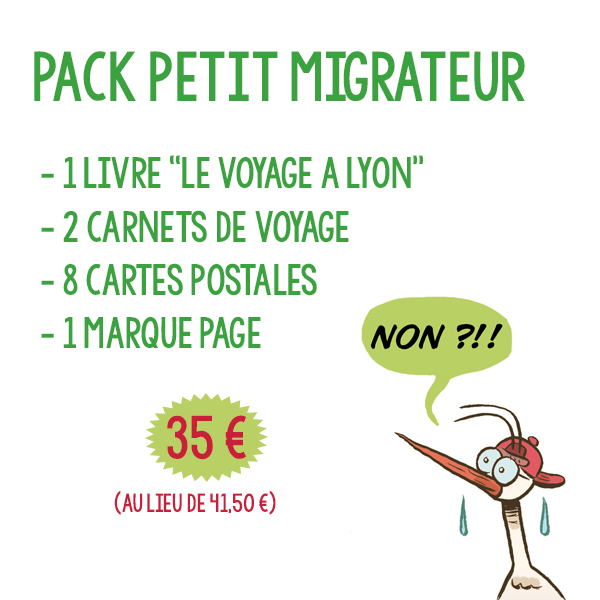 PACK PETIT MIGRATEUR
- 1 LIVRE “LE VOYAGE A LYON”
- 2 CARNETS DE VOYAGE
- 8 CARTES POSTALES
- 1 MARQUE PAGE
NON ?!!
35 €
(AU LIEU DE 41,50 €)